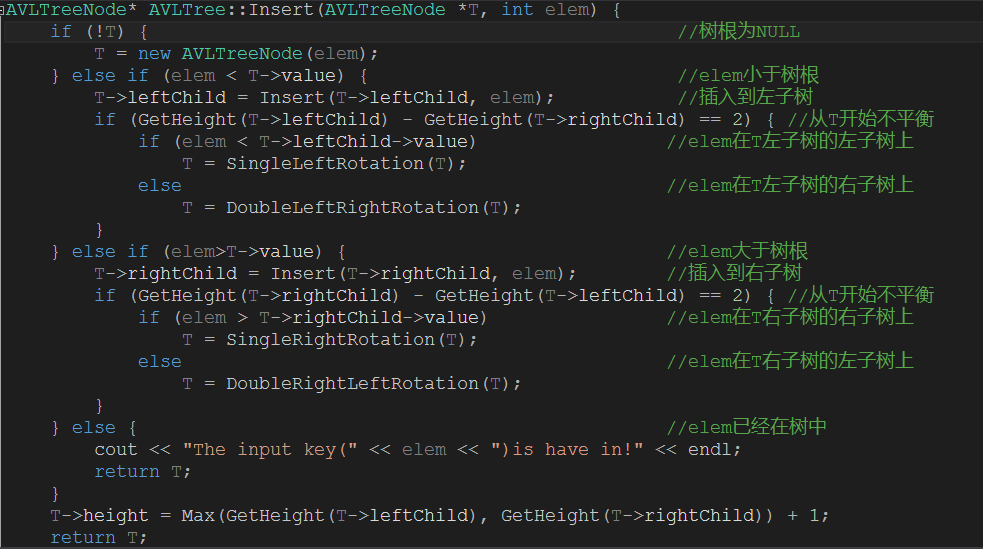 AVLTreeNode* AVLTree::Insert(AVLTreeNode *T, int elem) {
    if (!T) {                                                  //树根为NULL
        T = new AVLTreeNode(elem);
    } else if (elem < T->value) {                            //elem小于树根
        T->leftChild = Insert(T->leftChild, elem);           //插入到左子树
        if (GetHeight(T->leftChild) - GetHeight(T->rightChild) == 2) { //从T开始不平衡
            if (elem < T->leftChild->value)                 //elem在T左子树的左子树上
                T = SingleLeftRotation(T);
            else                                            //elem在T左子树的右子树上
                T = DoubleLeftRightRotation(T);
        }
    } else if (elem>T->value) {                             //elem大于树根
        T->rightChild = Insert(T->rightChild, elem);        //插入到右子树
        if (GetHeight(T->rightChild) - GetHeight(T->leftChild) == 2) { //从T开始不平衡
            if (elem > T->rightChild->value)                //elem在T右子树的右子树上
                T = SingleRightRotation(T);
            else                                            //elem在T右子树的左子树上
                T = DoubleRightLeftRotation(T);
        }
    } else {                                                //elem已经在树中
        cout << "The input key(" << elem << ")is have in!" << endl;
        return T;
    }
    T->height = Max(GetHeight(T->leftChild), GetHeight(T->rightChild)) + 1;
    return T;